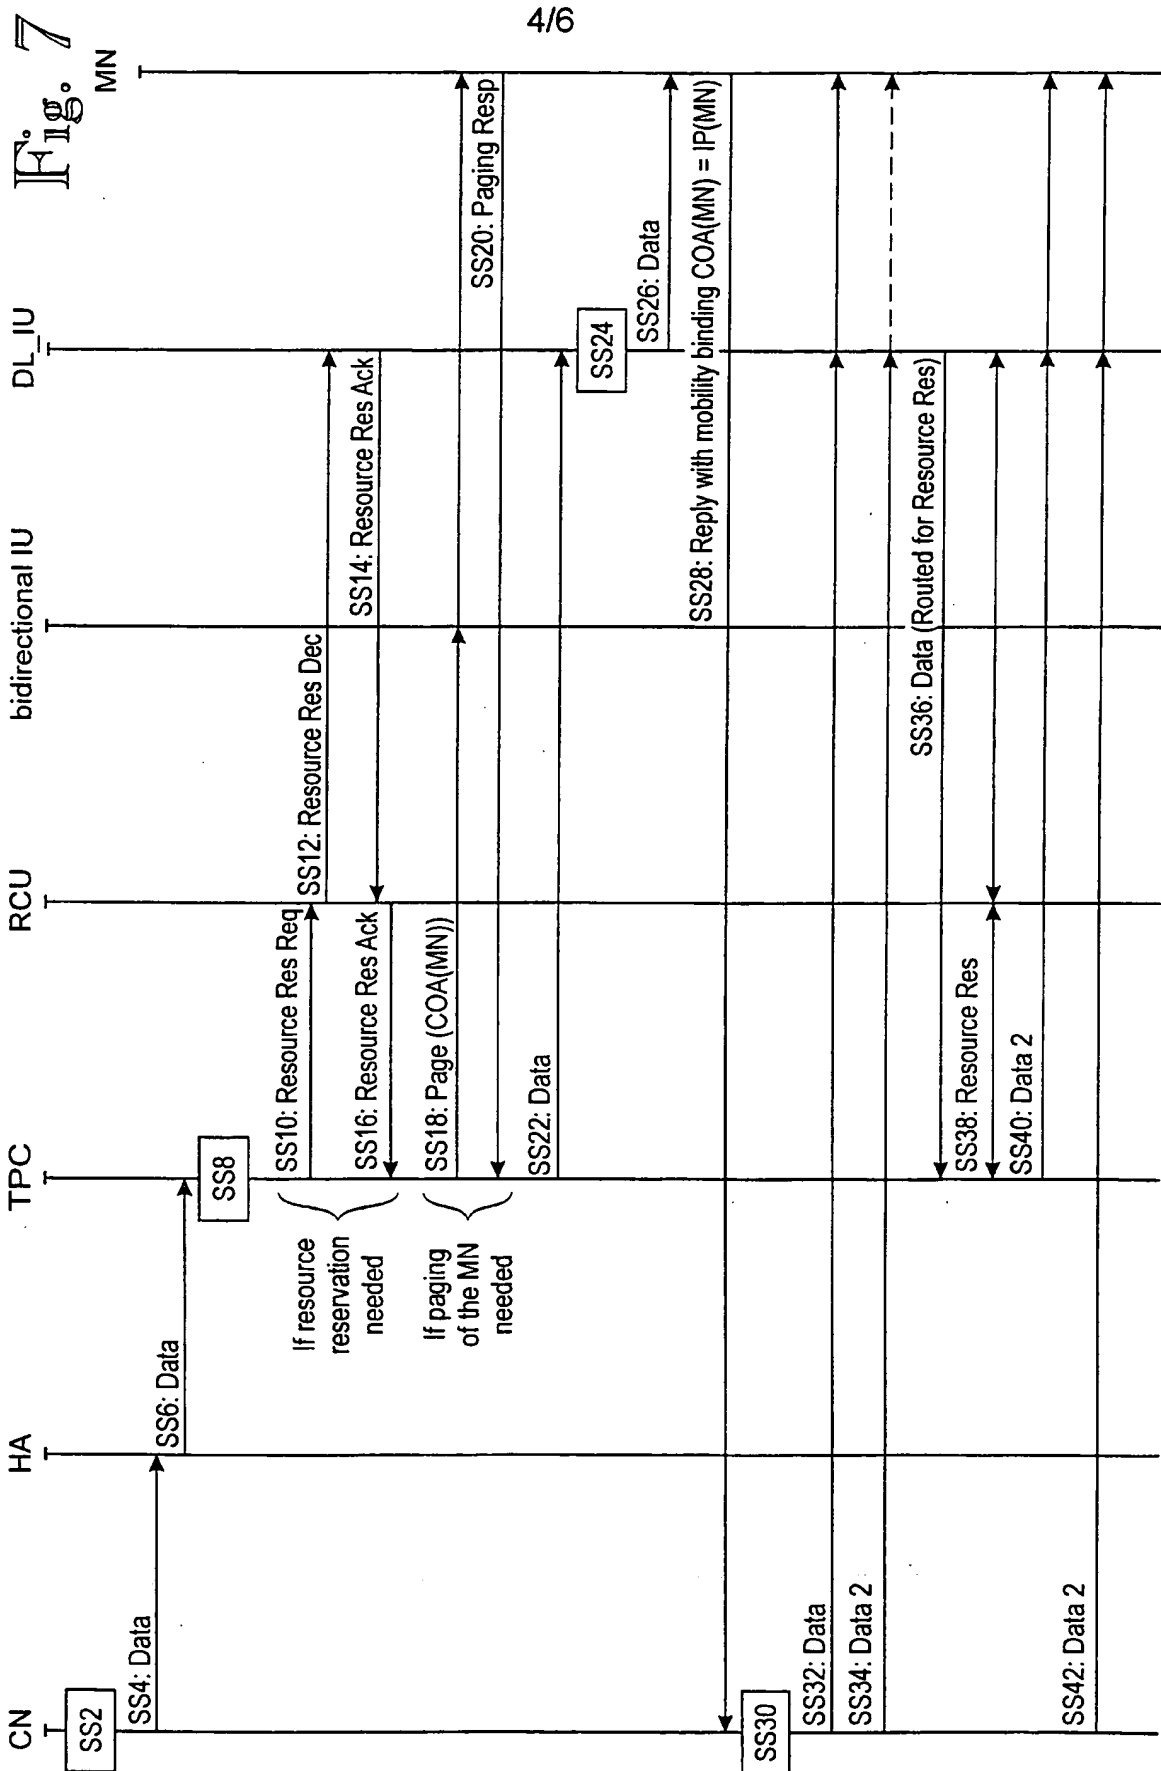 4/6
Fig. 7
CN
HA
TPC
RCU
bidirectional IU
DL_IU
MN
SS2
SS4: Data
SS6: Data
SS8
If resource
reservation
needed
SS10: Resource Res Req
SS12: Resource Res Dec
SS14: Resource Res Ack
SS16: Resource Res Ack
If paging
of the MN
needed
SS18: Page (COA(MN))
SS20: Paging Resp
SS22: Data
SS24
SS26: Data
SS28: Reply with mobility binding COA(MN) = IP(MN)
SS30
SS32: Data
SS34: Data 2
SS36: Data (Routed for Resource Res)
SS38: Resource Res
SS40: Data 2
SS42: Data 2